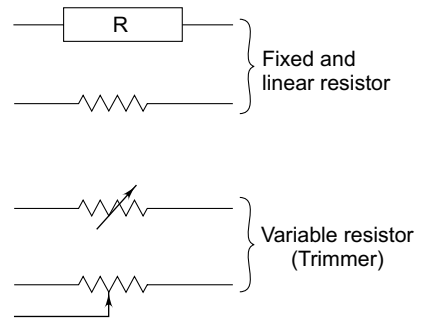 R
Fixed and
linear resistor
Variable resistor
(Trimmer)